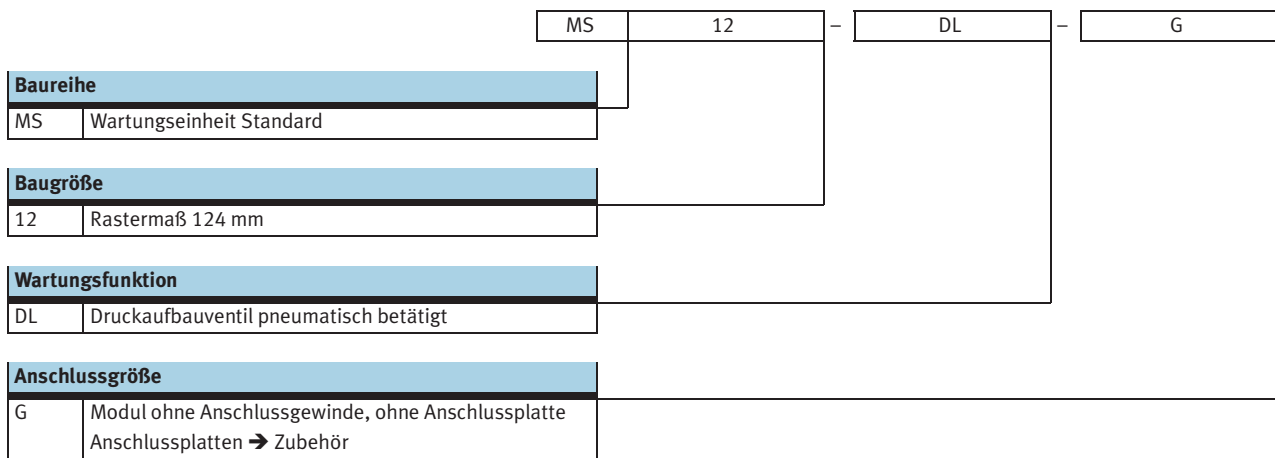 MS 12 – DL – G
Baureihe
MS Wartungseinheit Standard
Baugröße
12 Rastermaß 124 mm
Wartungsfunktion
DL Druckaufbauventil pneumatisch betätigt
Anschlussgröße
G Modul ohne Anschlussgewinde, ohne Anschlussplatte
Anschlussplatten ➔ Zubehör